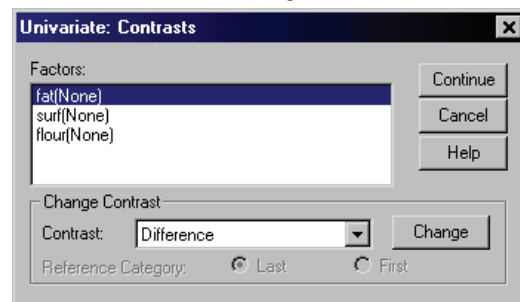 Univariate: Contrasts
Factors:
fat(None)
surf(None)
flour(None)
Continue
Cancel
Help
Change Contrast
Contrast: Difference Change
Reference Category: Last First